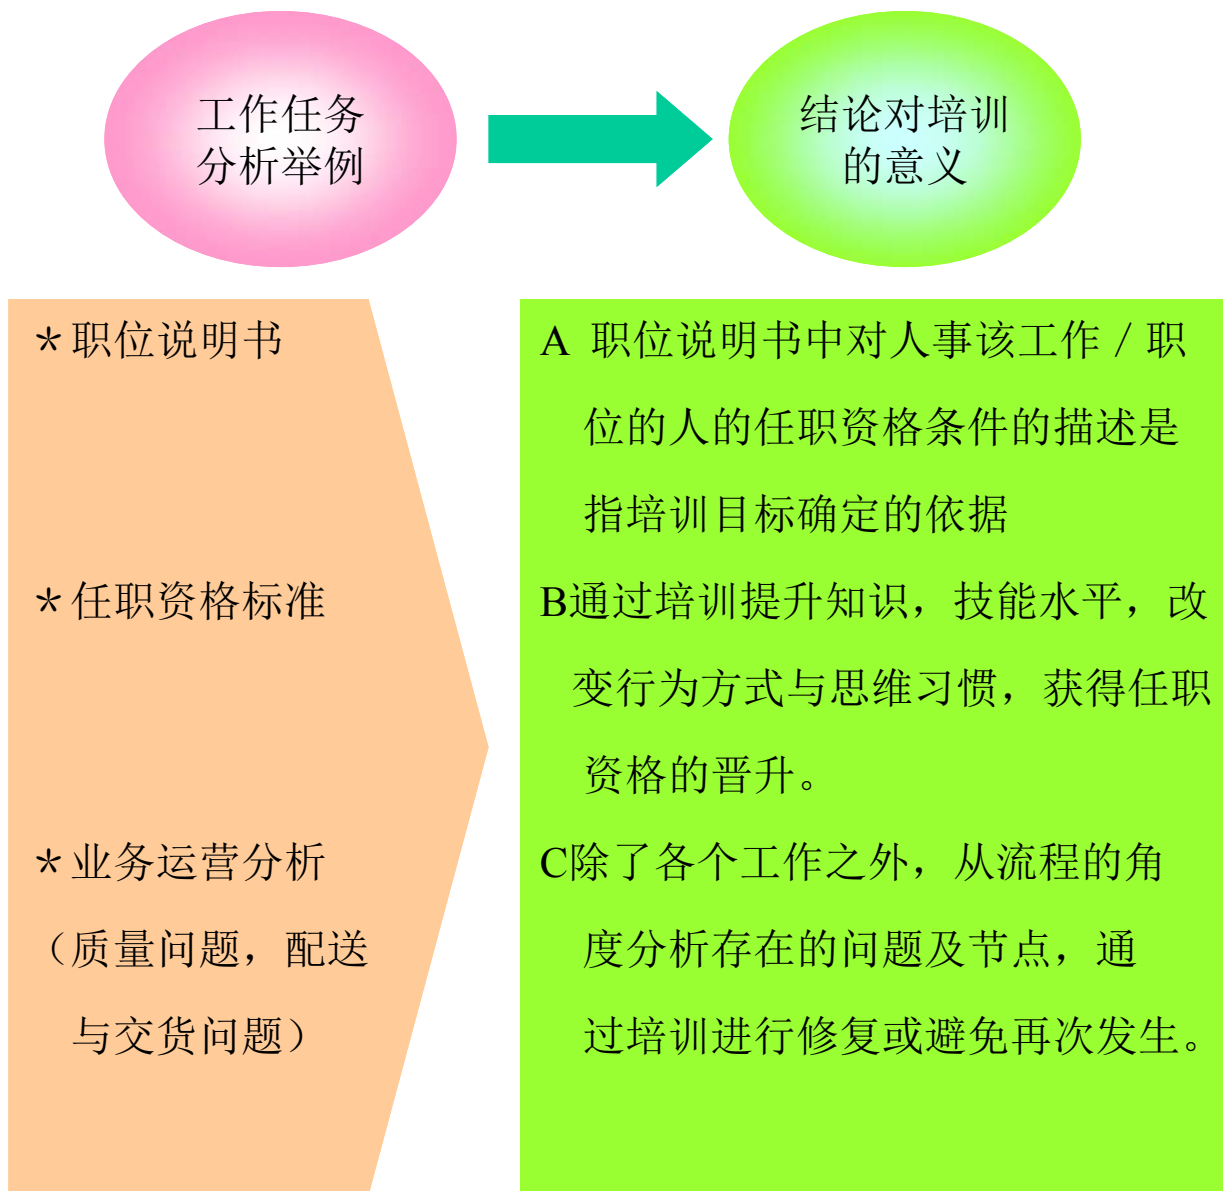 工作任务
分析举例
结论对培训
的意义
*职位说明书
*任职资格标准
*业务运营分析
（质量问题，配送
与交货问题）
A 职位说明书中对人事该工作／职
位的人的任职资格条件的描述是
指培训目标确定的依据
B通过培训提升知识，技能水平，改
变行为方式与思维习惯，获得任职
资格的晋升。
C除了各个工作之外，从流程的角
度分析存在的问题及节点，通
过培训进行修复或避免再次发生。